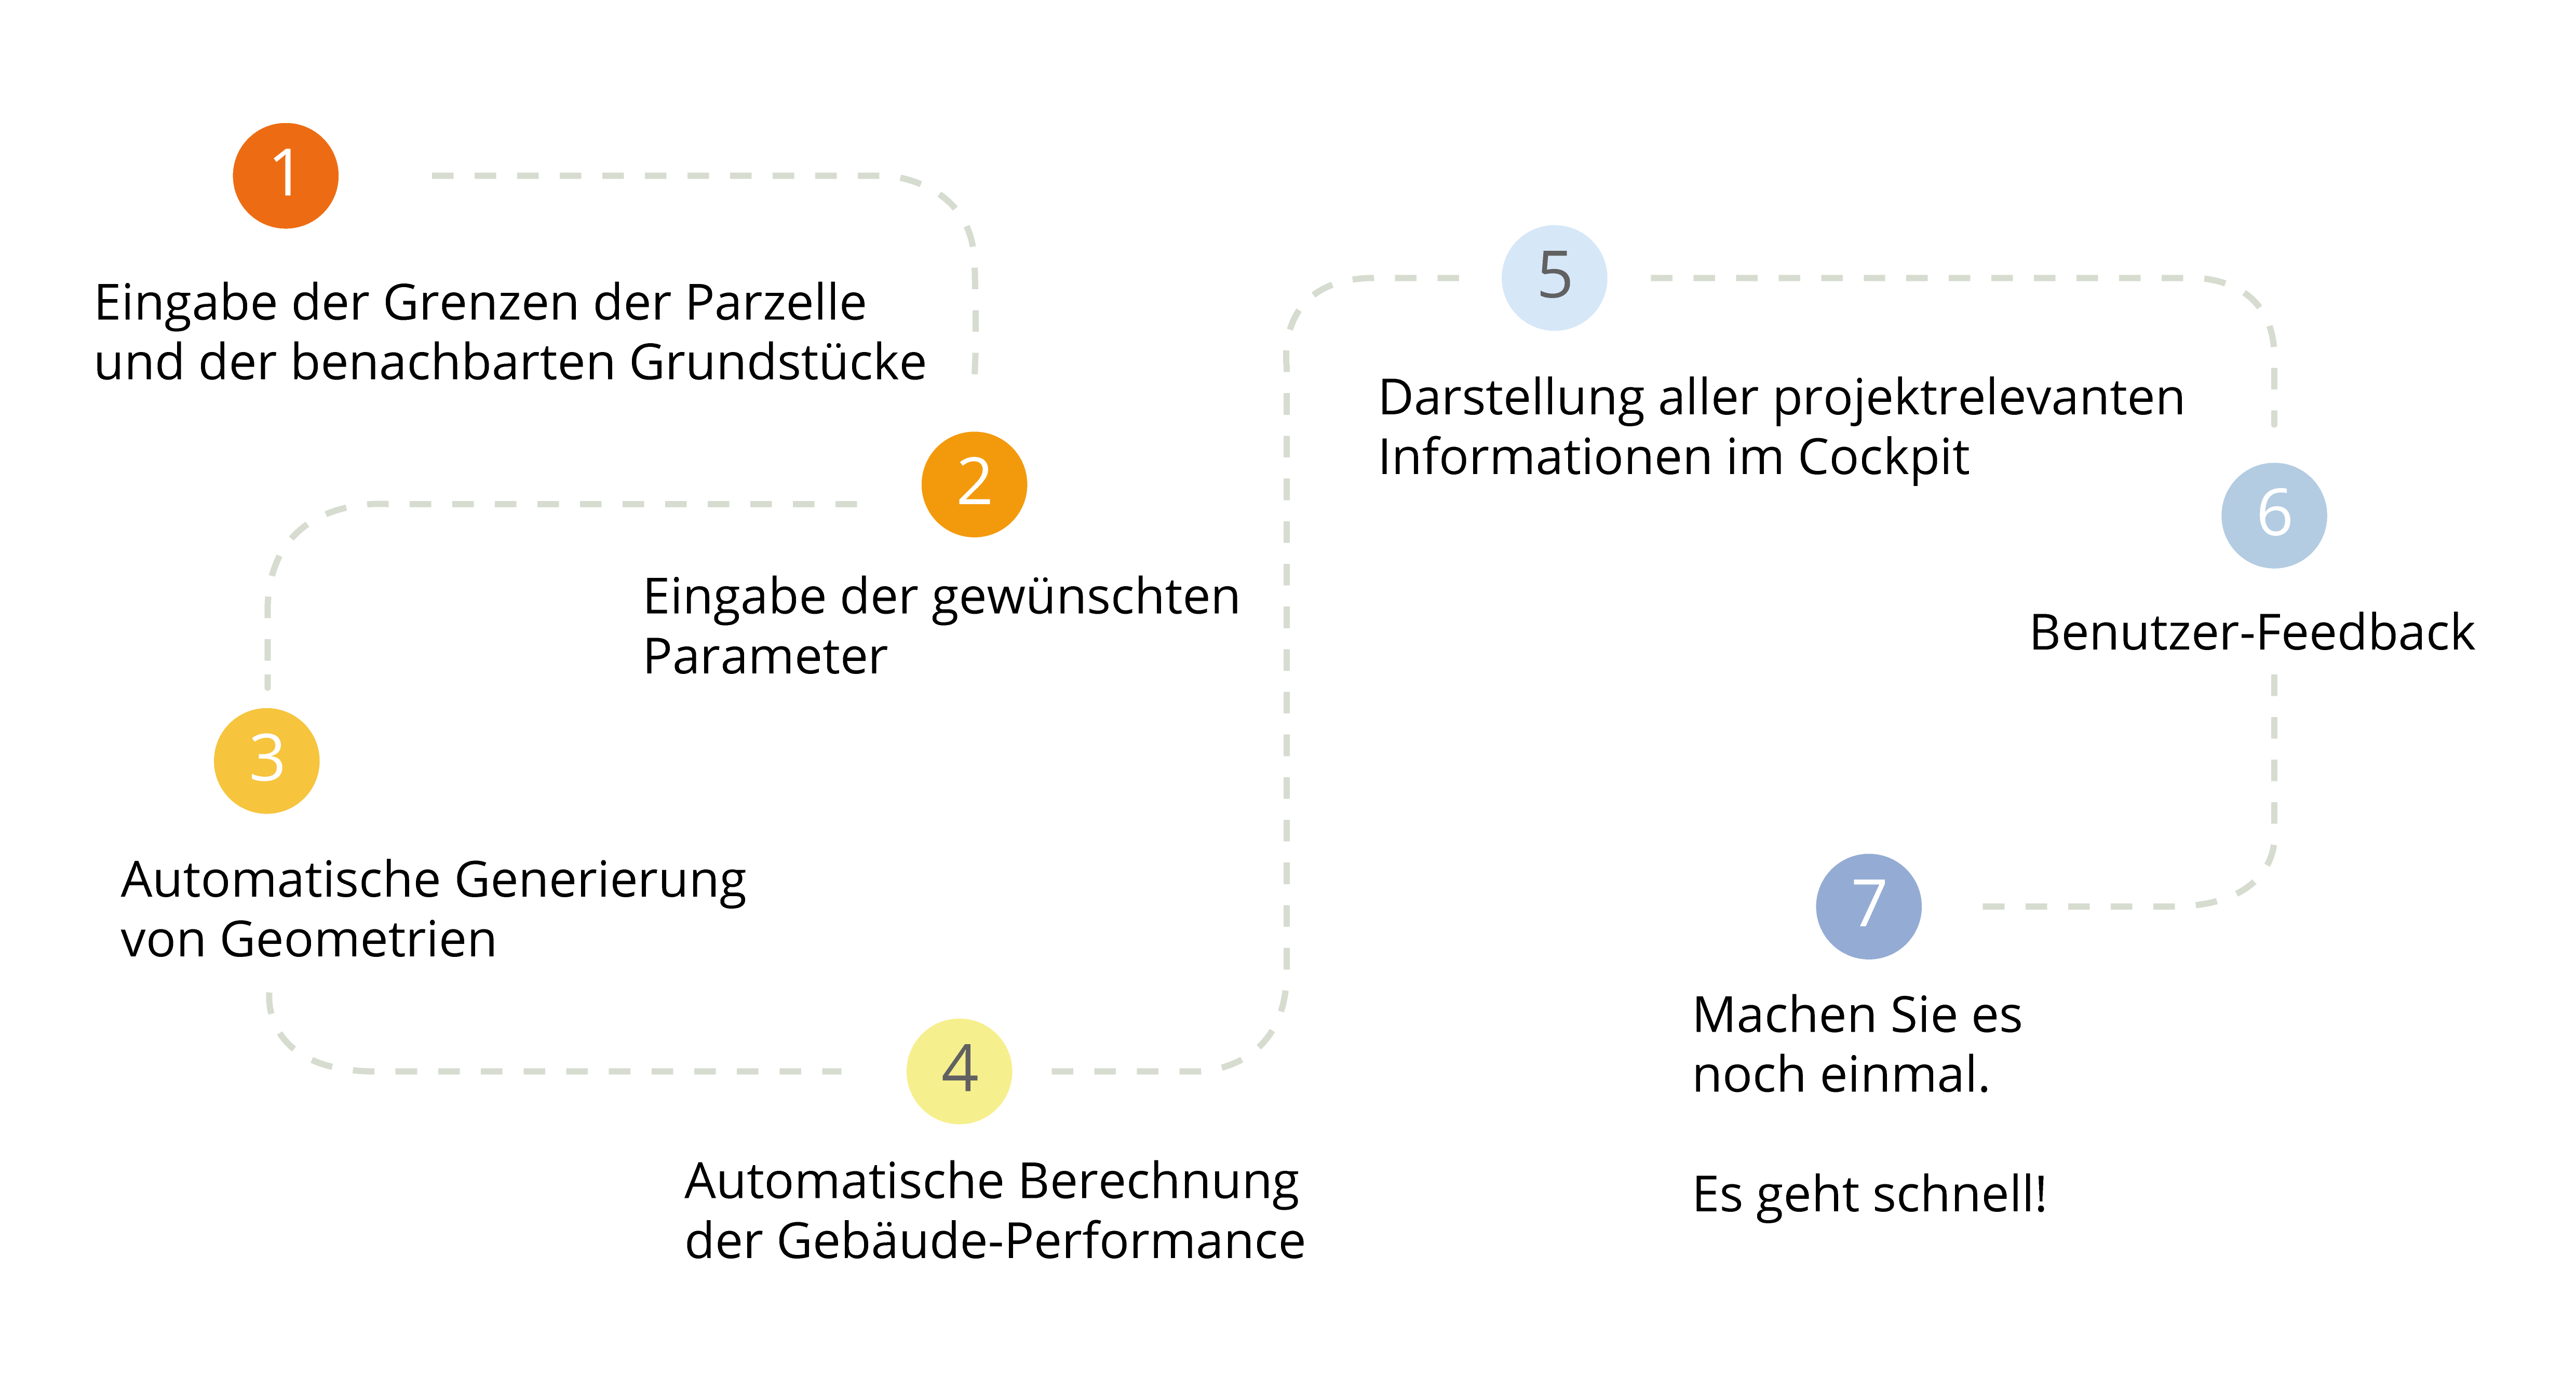 1
Eingabe der Grenzen der Parzelle
und der benachbarten Grundstücke
2
Eingabe der gewünschten
Parameter
3
Automatische Generierung
von Geometrien
4
Automatische Berechnung
der Gebäude-Performance
5
Darstellung aller projektrelevanten
Informationen im Cockpit
6
Benutzer-Feedback
7
Machen Sie es
noch einmal.
Es geht schnell!